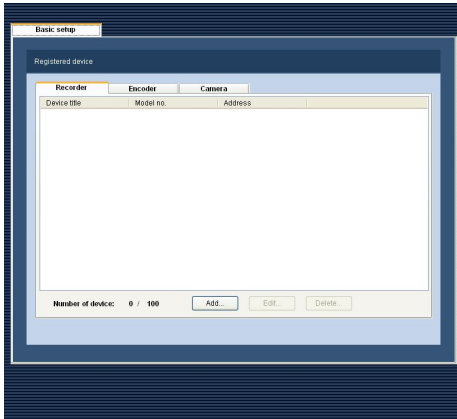 Basic setup
Registered device
Recorder Encoder Camera
Device title Model no. Address
Number of device: 0 / 100 Add... Edit... Delete...